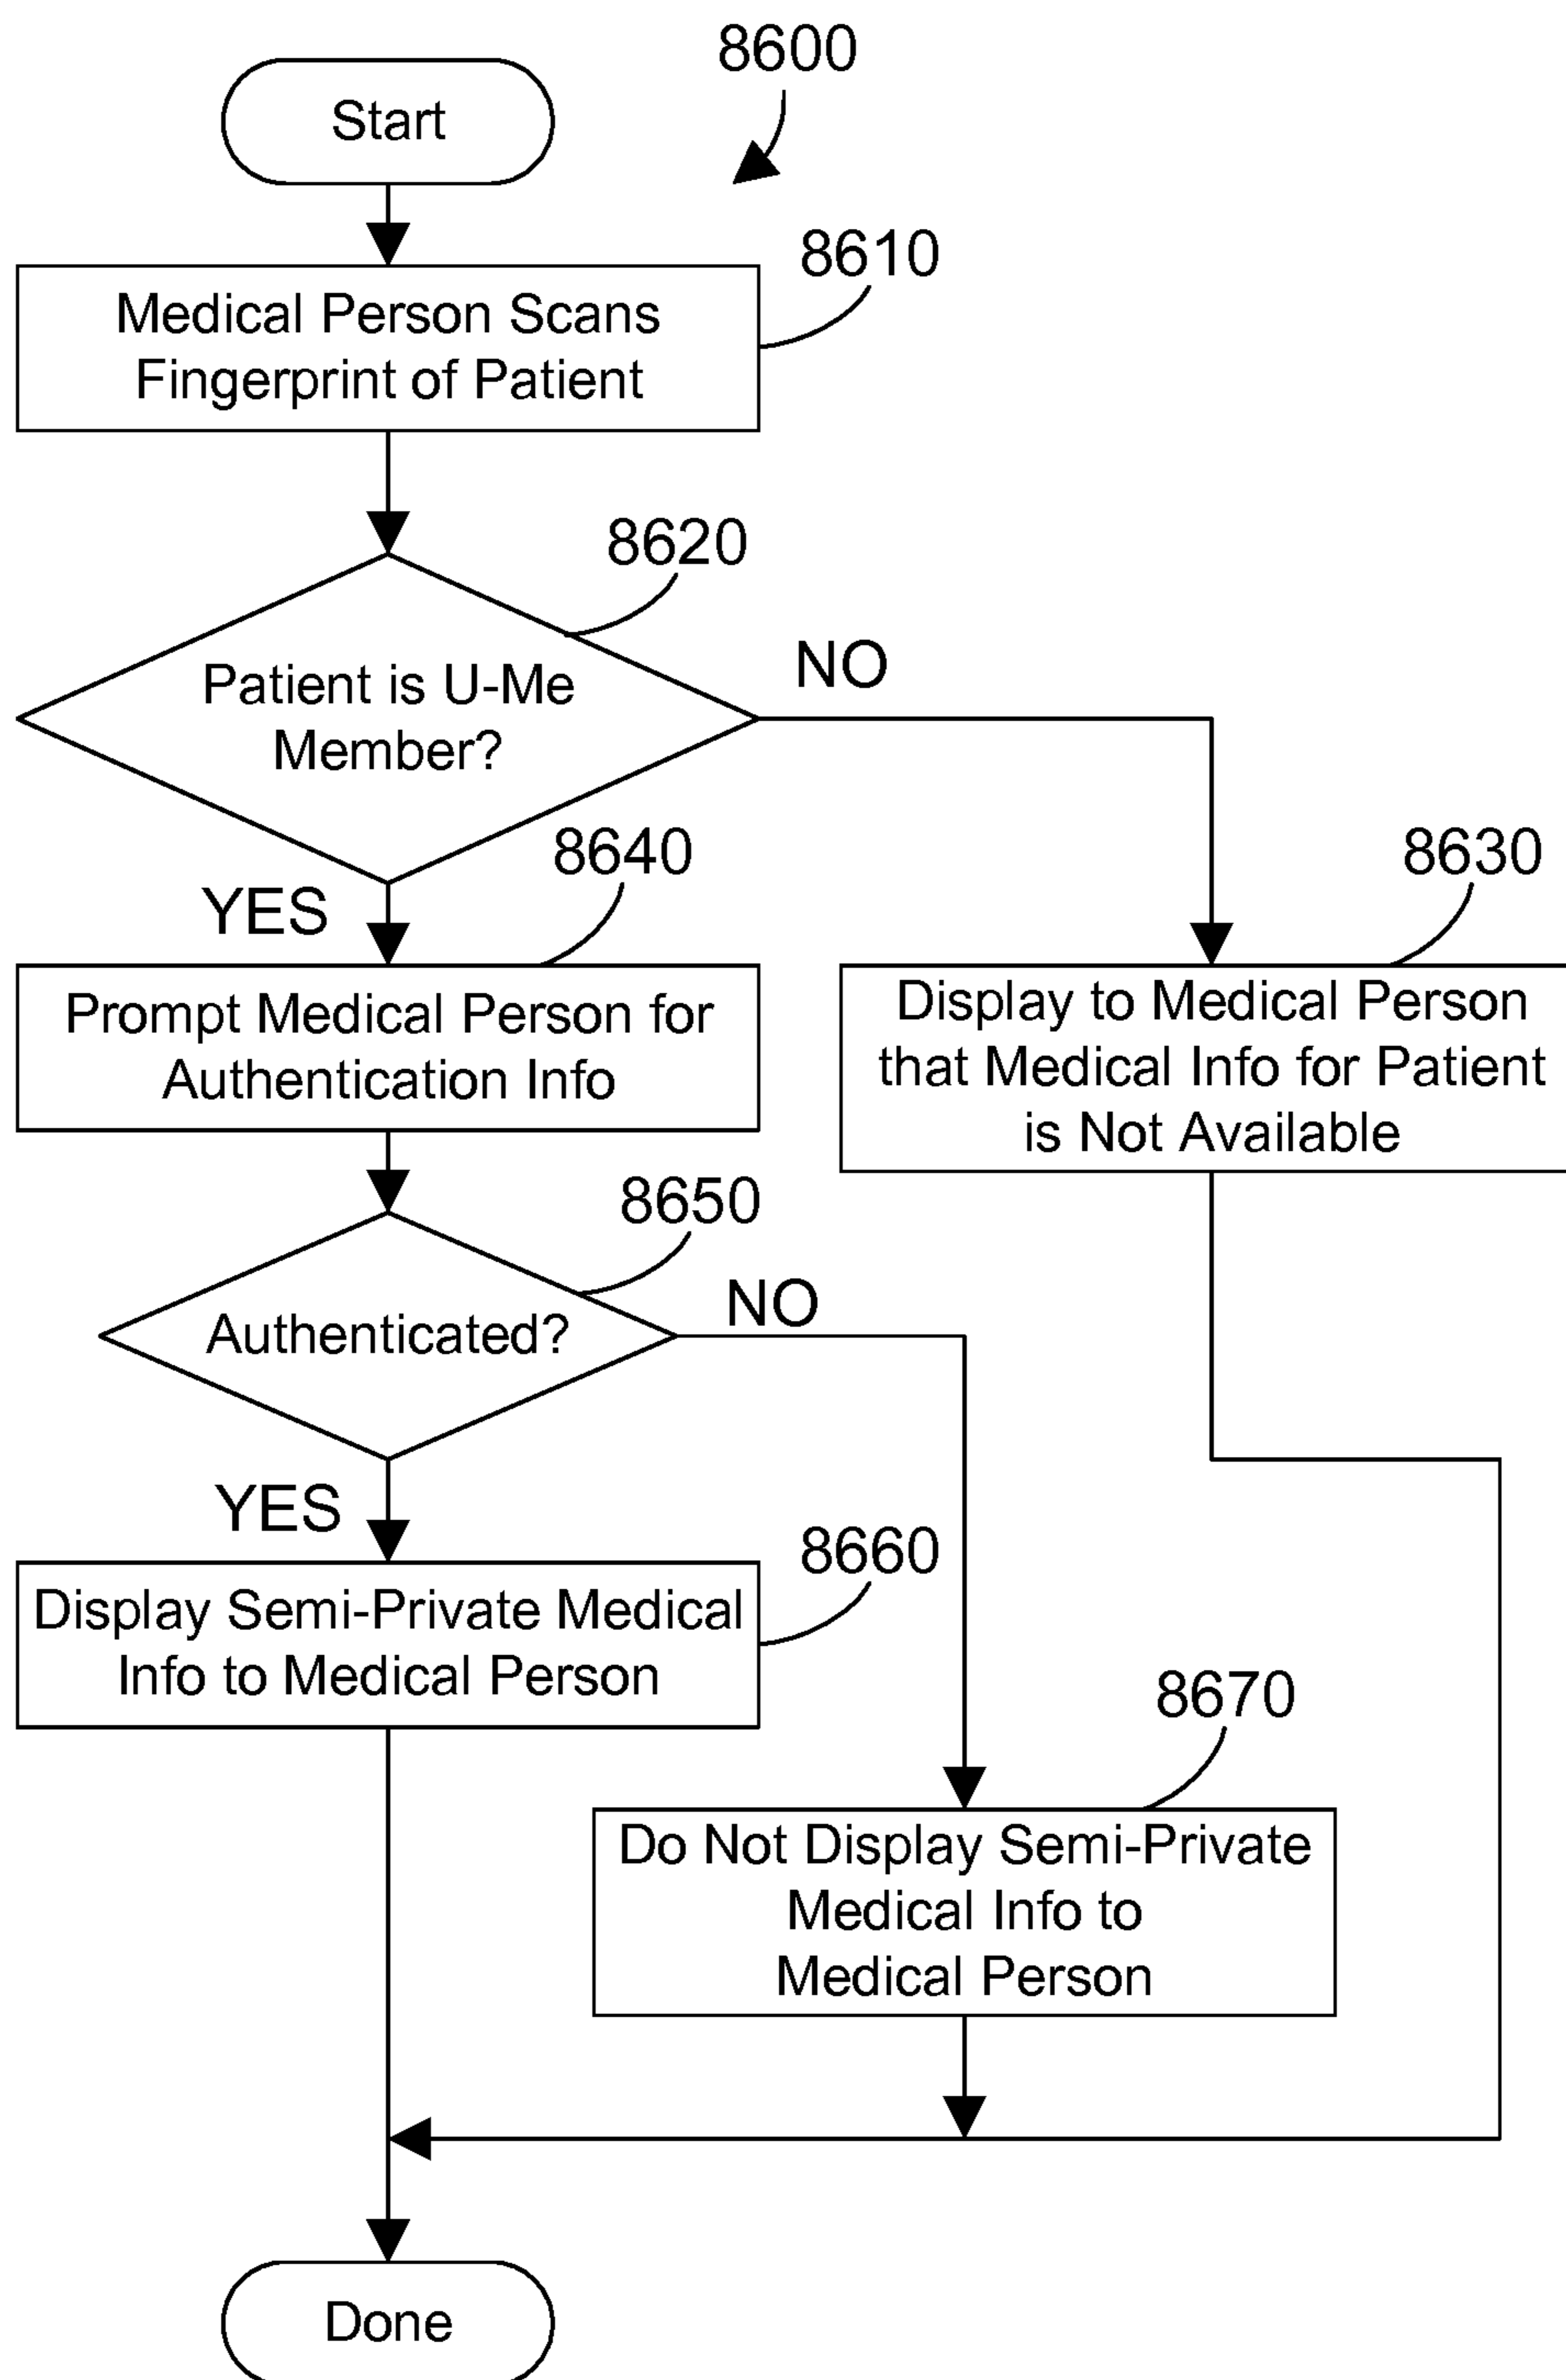 8600
Start
8610
Medical Person Scans
Fingerprint of Patient
8620
Patient is U-Me
Member?
NO
YES
8640
8630
Prompt Medical Person for
Authentication Info
Display to Medical Person
that Medical Info for Patient
is Not Available
8650
Authenticated?
NO
YES
8660
Display Semi-Private Medical
Info to Medical Person
8670
Do Not Display Semi-Private
Medical Info to
Medical Person
Done